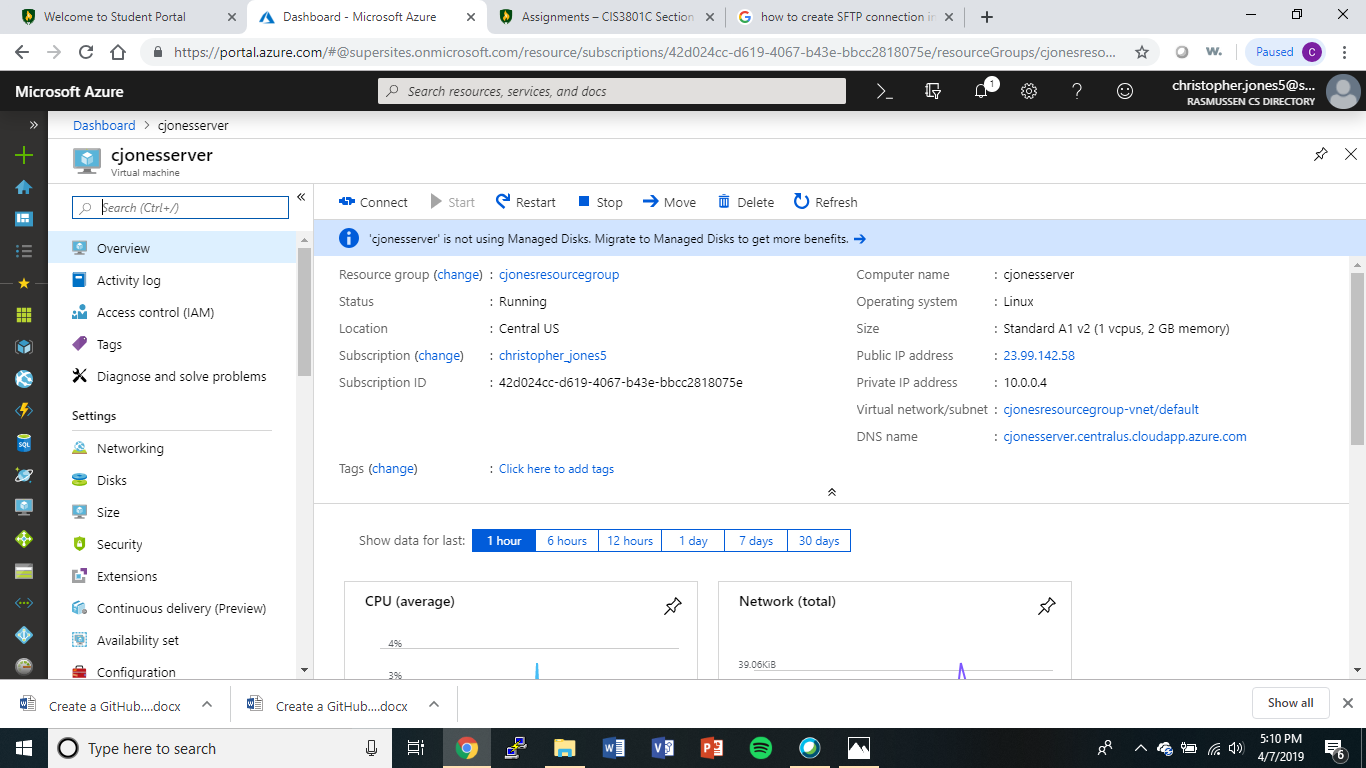 Welcome to Student Portal
Dashboard - Microsoft Azure
Assignments – CIS3801C Section
how to create SFTP connection in
https://portal.azure.com/#@supersites.onmicrosoft.com/resource/subscriptions/42d024cc-d619-4067-b43e-bbcc2818075e/resourceGroups/cjonesreso...
w.
Paused C
Microsoft Azure
Search resources, services, and docs
1
christopher.jones5@s...
RASMUSSEN CS DIRECTORY
Dashboard > cjonesserver
cjonesserver
Virtual machine
Search (Ctrl+/)
Connect Start Restart Stop Move Delete Refresh
'cjonesserver' is not using Managed Disks. Migrate to Managed Disks to get more benefits. →
Overview
Activity log
Access control (IAM)
Tags
Diagnose and solve problems
Settings
Networking
Disks
Size
Security
Extensions
Continuous delivery (Preview)
Availability set
Configuration
SQL
Resource group (change) : cjonesresourcegroup
Status : Running
Location : Central US
Subscription (change) : christopher_jones5
Subscription ID : 42d024cc-d619-4067-b43e-bbcc2818075e
Computer name : cjonesserver
Operating system : Linux
Size : Standard A1 v2 (1 vcpus, 2 GB memory)
Public IP address : 23.99.142.58
Private IP address : 10.0.0.4
Virtual network/subnet : cjonesresourcegroup-vnet/default
DNS name : cjonesserver.centralus.cloudapp.azure.com
Tags (change) : Click here to add tags
Show data for last: 1 hour 6 hours 12 hours 1 day 7 days 30 days
CPU (average)
4%
3%
Network (total)
39.06KiB
Create a GitHub....docx
Create a GitHub....docx
Show all
Type here to search
5:10 PM
4/7/2019
6